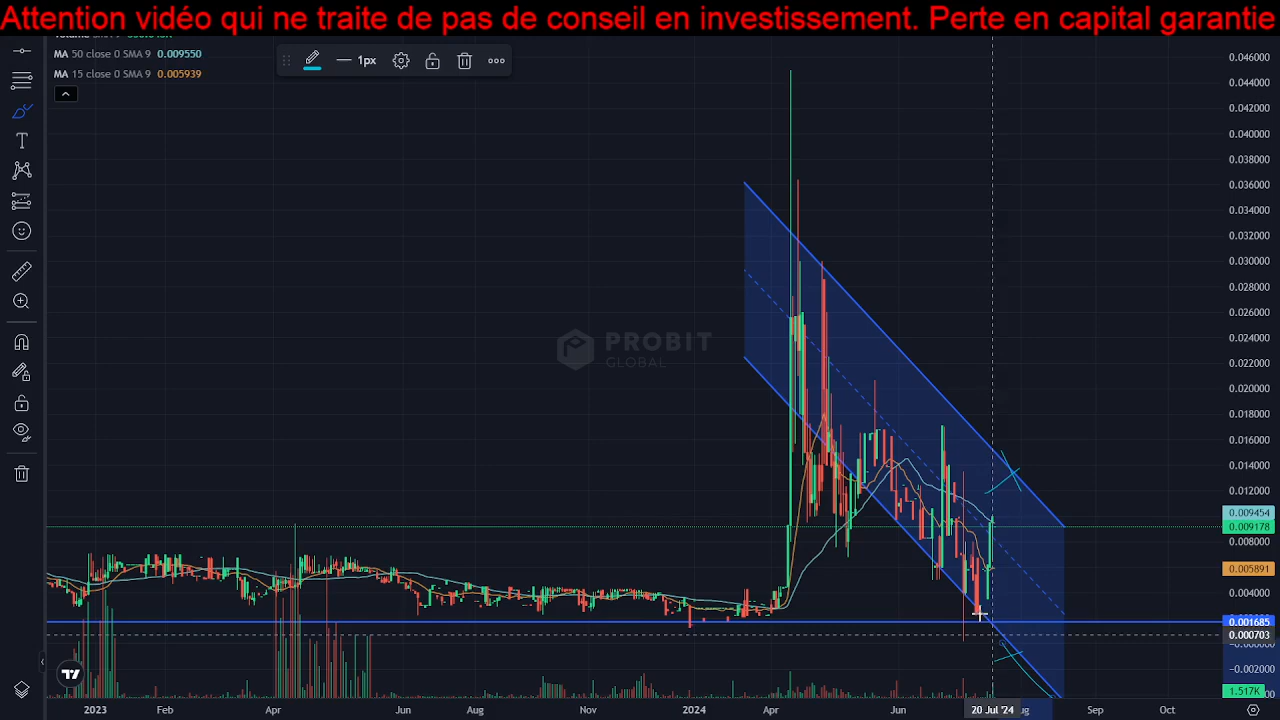 Attention vidéo qui ne traite de pas de conseil en investissement. Perte en capital garantie
MA 50 close 0 SMA 9 0.009550
MA 15 close 0 SMA 9 0.005939
1px
PROBIT
GLOBAL
0.046000
0.044000
0.042000
0.040000
0.038000
0.036000
0.034000
0.032000
0.030000
0.028000
0.026000
0.024000
0.022000
0.020000
0.018000
0.016000
0.014000
0.012000
0.009454
0.009178
0.008000
0.005891
0.004000
0.001685
0.000703
−0.000000
−0.002000
1.517K
2023
Feb
Apr
Jun
Aug
Nov
2024
Apr
Jun
20 Jul '24
Sep
Oct